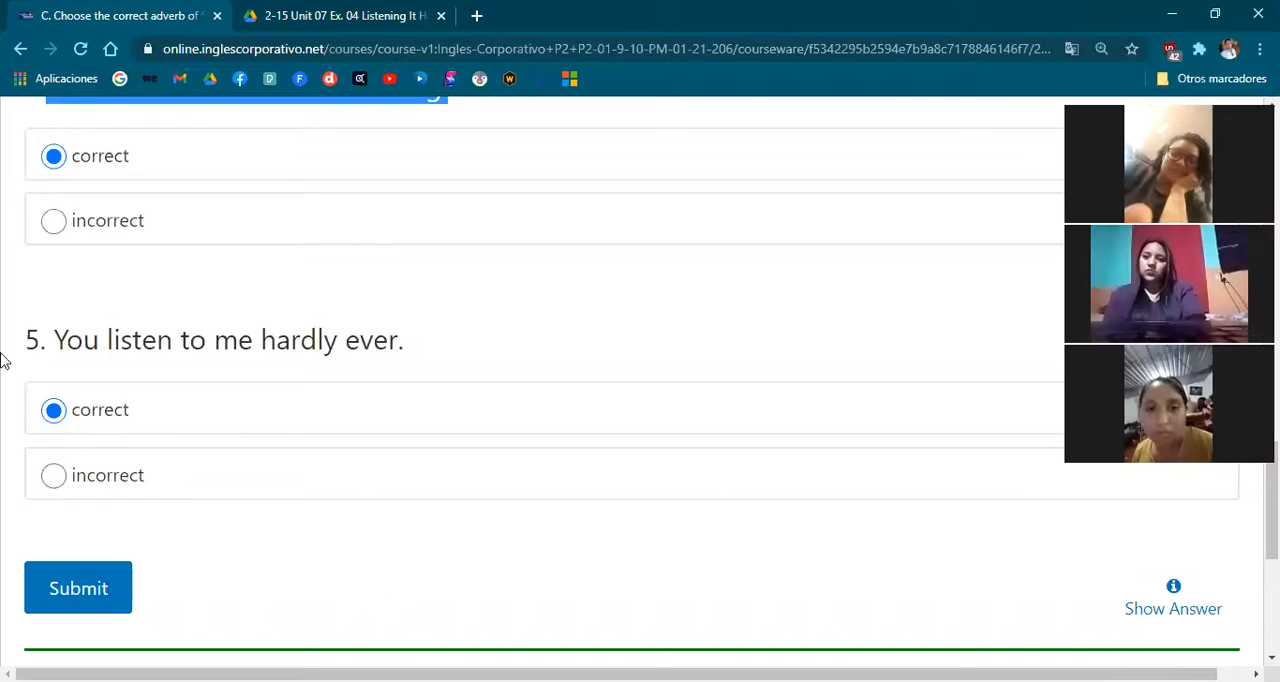 C. Choose the correct adverb of
2-15 Unit 07 Ex. 04 Listening It H
online.inglescorporativo.net/courses/course-v1:Ingles-Corporativo+P2+P2-01-9-10-PM-01-21-206/courseware/f5342295b2594e7b9a8c7178846146f7/2...
42
Aplicaciones
Otros marcadores
correct
incorrect
5. You listen to me hardly ever.
correct
incorrect
Submit
Show Answer